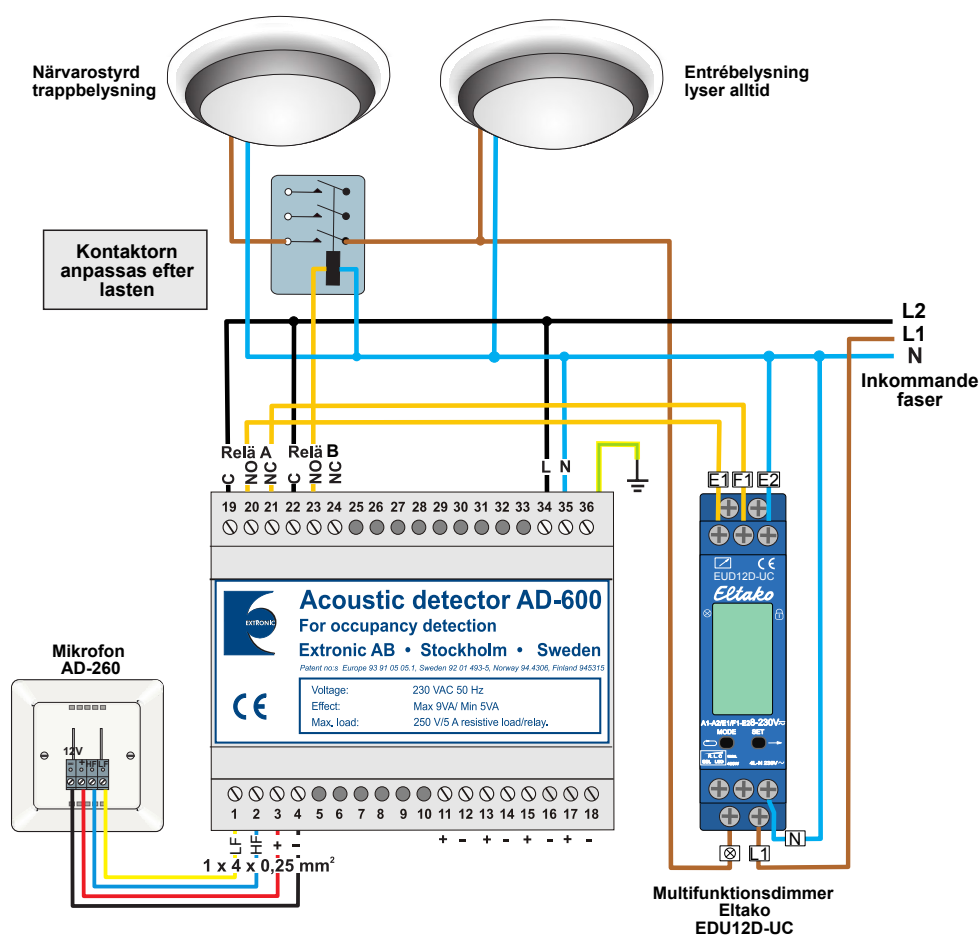 Närvarostyrd
trappbelysning
Entrébelysning
lyser alltid
Kontaktorn
anpassas efter
lasten
L2
L1
N
Inkommande
faser
Relä A
Relä B
C
NO
NC
C
NO
NC
L
N
19 20 21 22 23 24 25 26 27 28 29 30 31 32 33 34 35 36
E1
F1
E2
CE
EUD12D-UC
Eltako
EXTRONIC
Acoustic detector AD-600
For occupancy detection
Extronic AB • Stockholm • Sweden
Patent no:s Europe 93 91 05 05.1, Sweden 92 01 493-5, Norway 94.4306, Finland 945315
CE
Voltage: 230 VAC 50 Hz
Effect: Max 9VA/ Min 5VA
Max. load: 250 V/5 A resistive load/relay.
A1-A2/E1/F1-E2 8-230V
MODE
SET
Mikrofon
AD-260
12V
- + HF LF
1 2 3 4 5 6 7 8 9 10 11 12 13 14 15 16 17 18
LF
HF
+
-
+ - + - + - + -
1 x 4 x 0,25 mm²
L1
N
Multifunktionsdimmer
Eltako
EDU12D-UC